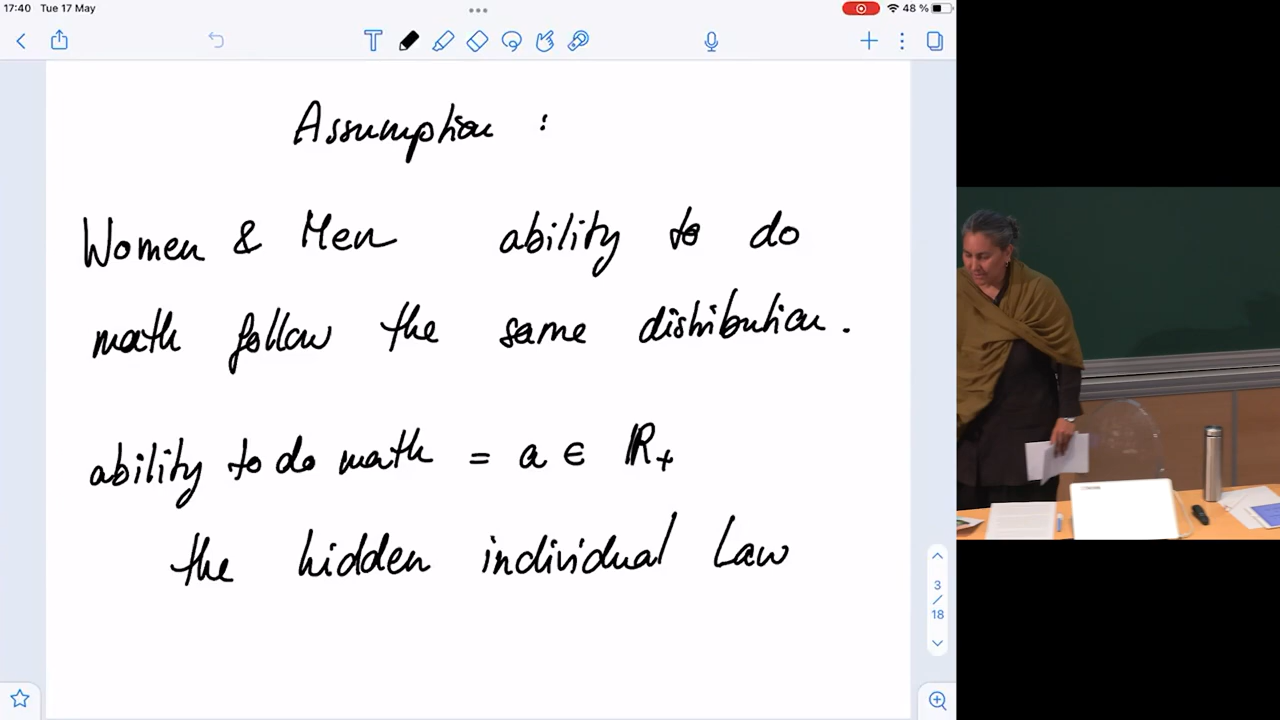 17:40 Tue 17 May
48 %
Assumption :
Women & Men ability to do
math follow the same distribution.
ability to do math = a ∈ ℝ₊
the hidden individual Law
3
/
18